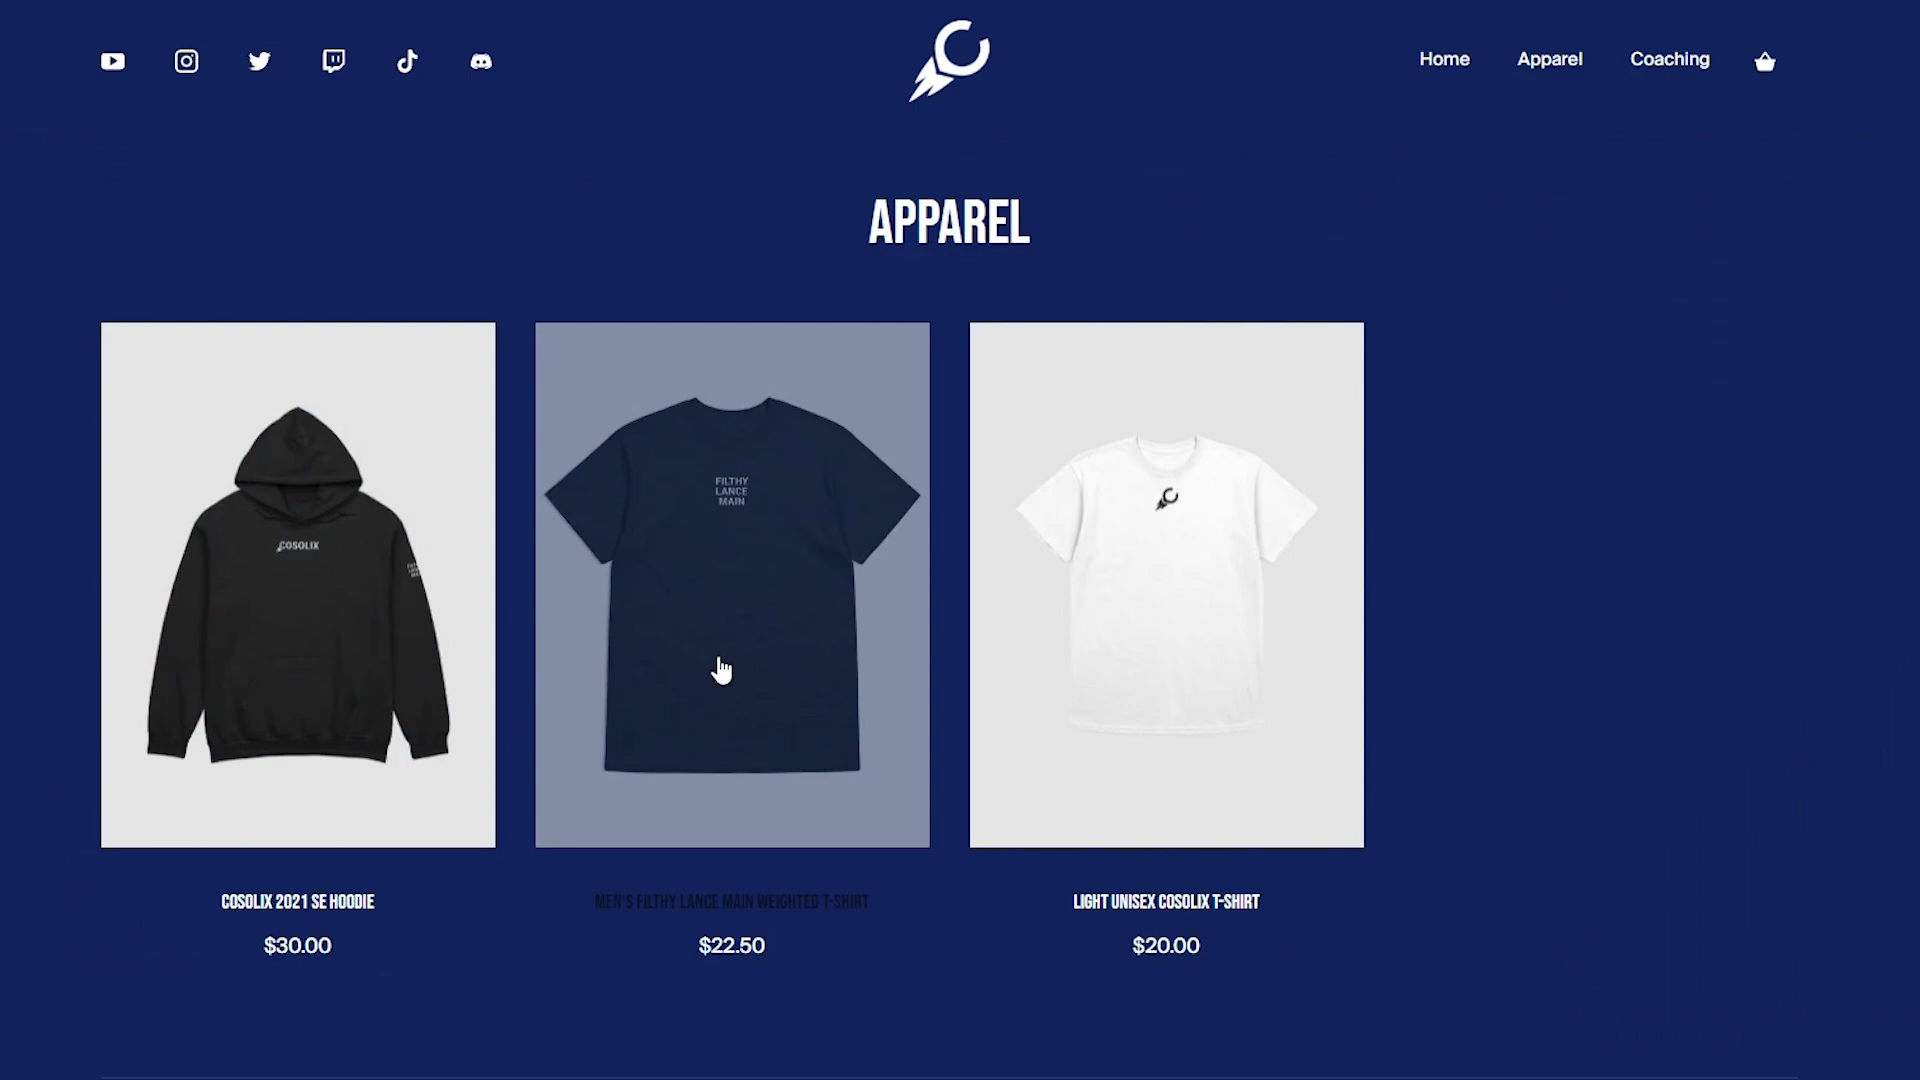 Home
Apparel
Coaching
APPAREL
COSOLIX
FILTHY
LANCE
MAIN
COSOLIX 2021 SE HOODIE
$30.00
MEN'S FILTHY LANCE MAIN WEIGHTED T-SHIRT
$22.50
LIGHT UNISEX COSOLIX T-SHIRT
$20.00